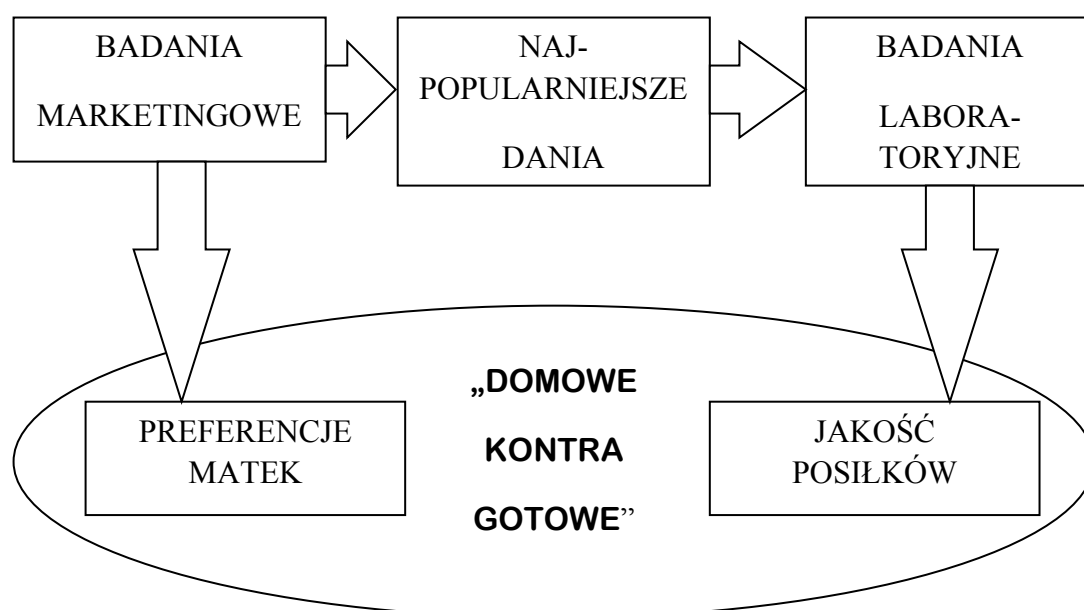 BADANIA
MARKETINGOWE
NAJ-
POPULARNIEJSZE
DANIA
BADANIA
LABORA-
TORYJNE
PREFERENCJE
MATEK
„DOMOWE
KONTRA
GOTOWE”
JAKOŚĆ
POSIŁKÓW